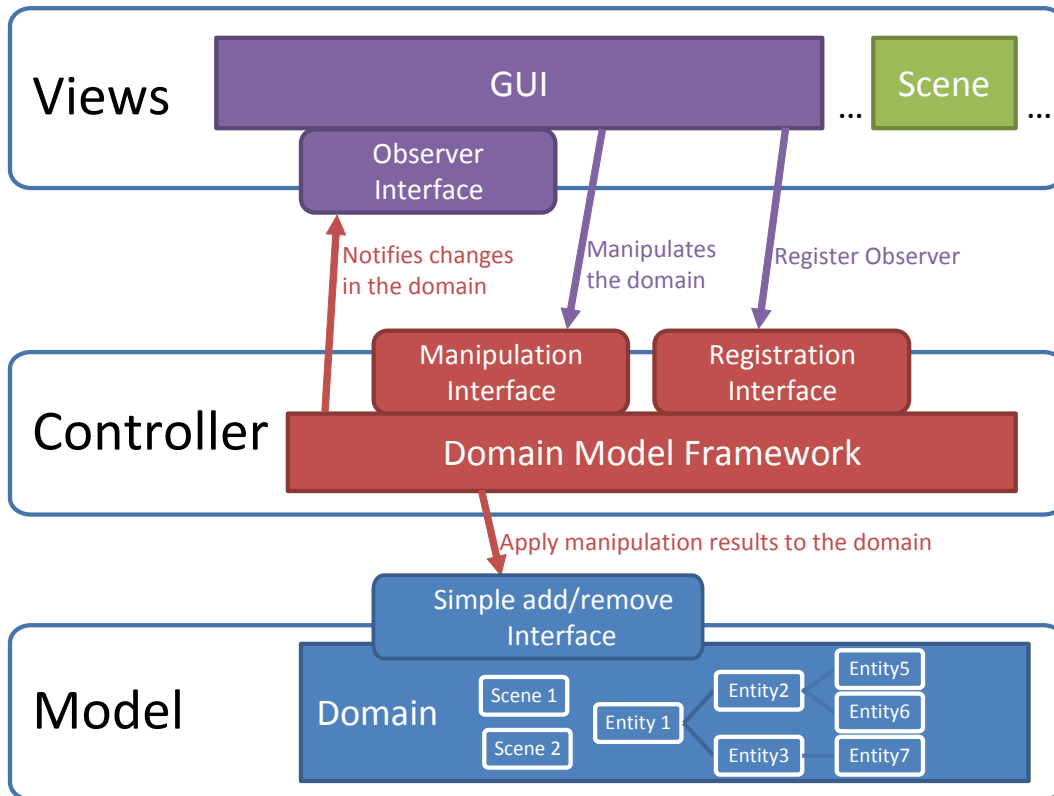 Views
GUI
...
Scene
...
Observer
Interface
Notifies changes
in the domain
Manipulates
the domain
Register Observer
Controller
Manipulation
Interface
Registration
Interface
Domain Model Framework
Apply manipulation results to the domain
Model
Simple add/remove
Interface
Domain
Scene 1
Scene 2
Entity 1
Entity2
Entity3
Entity5
Entity6
Entity7